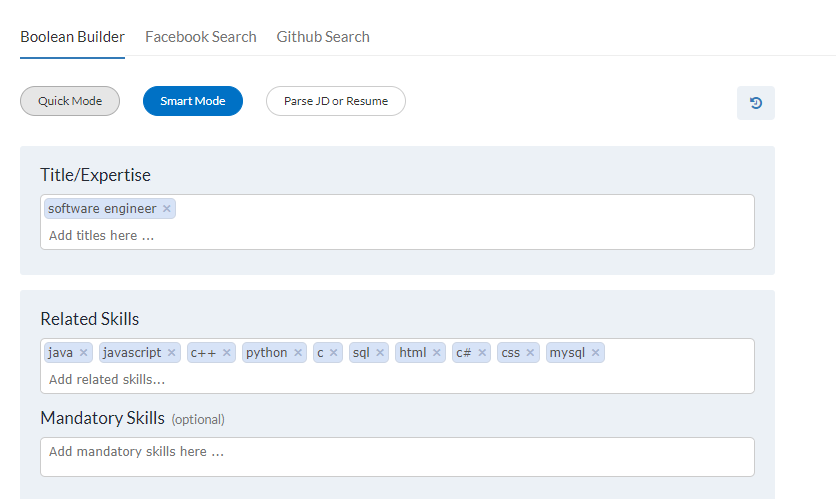 Boolean Builder Facebook Search Github Search
Quick Mode Smart Mode Parse JD or Resume
Title/Expertise
software engineer ×
Add titles here ...
Related Skills
java × javascript × c++ × python × c × sql × html × c# × css × mysql ×
Add related skills...
Mandatory Skills (optional)
Add mandatory skills here ...